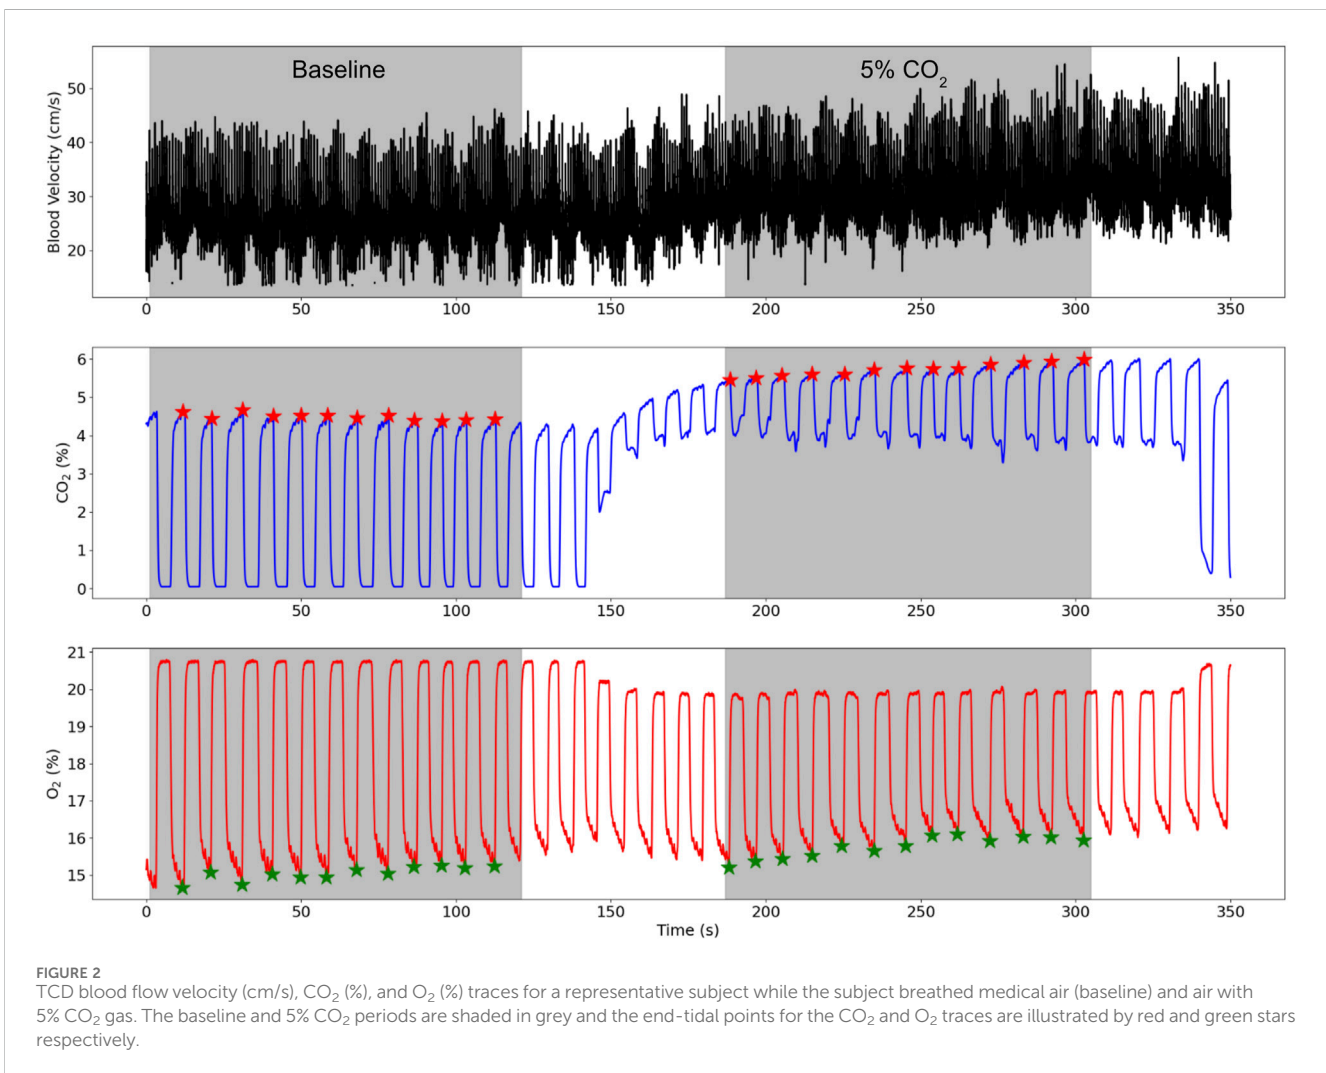 Baseline
5% CO₂
Blood Velocity (cm/s)
50
40
30
20
0 50 100 150 200 250 300 350
CO₂ (%)
6
5
4
3
2
1
0
0 50 100 150 200 250 300 350
O₂ (%)
21
20
19
18
17
16
15
0 50 100 150 200 250 300 350
Time (s)
FIGURE 2
TCD blood flow velocity (cm/s), CO₂ (%), and O₂ (%) traces for a representative subject while the subject breathed medical air (baseline) and air with
5% CO₂ gas. The baseline and 5% CO₂ periods are shaded in grey and the end-tidal points for the CO₂ and O₂ traces are illustrated by red and green stars
respectively.